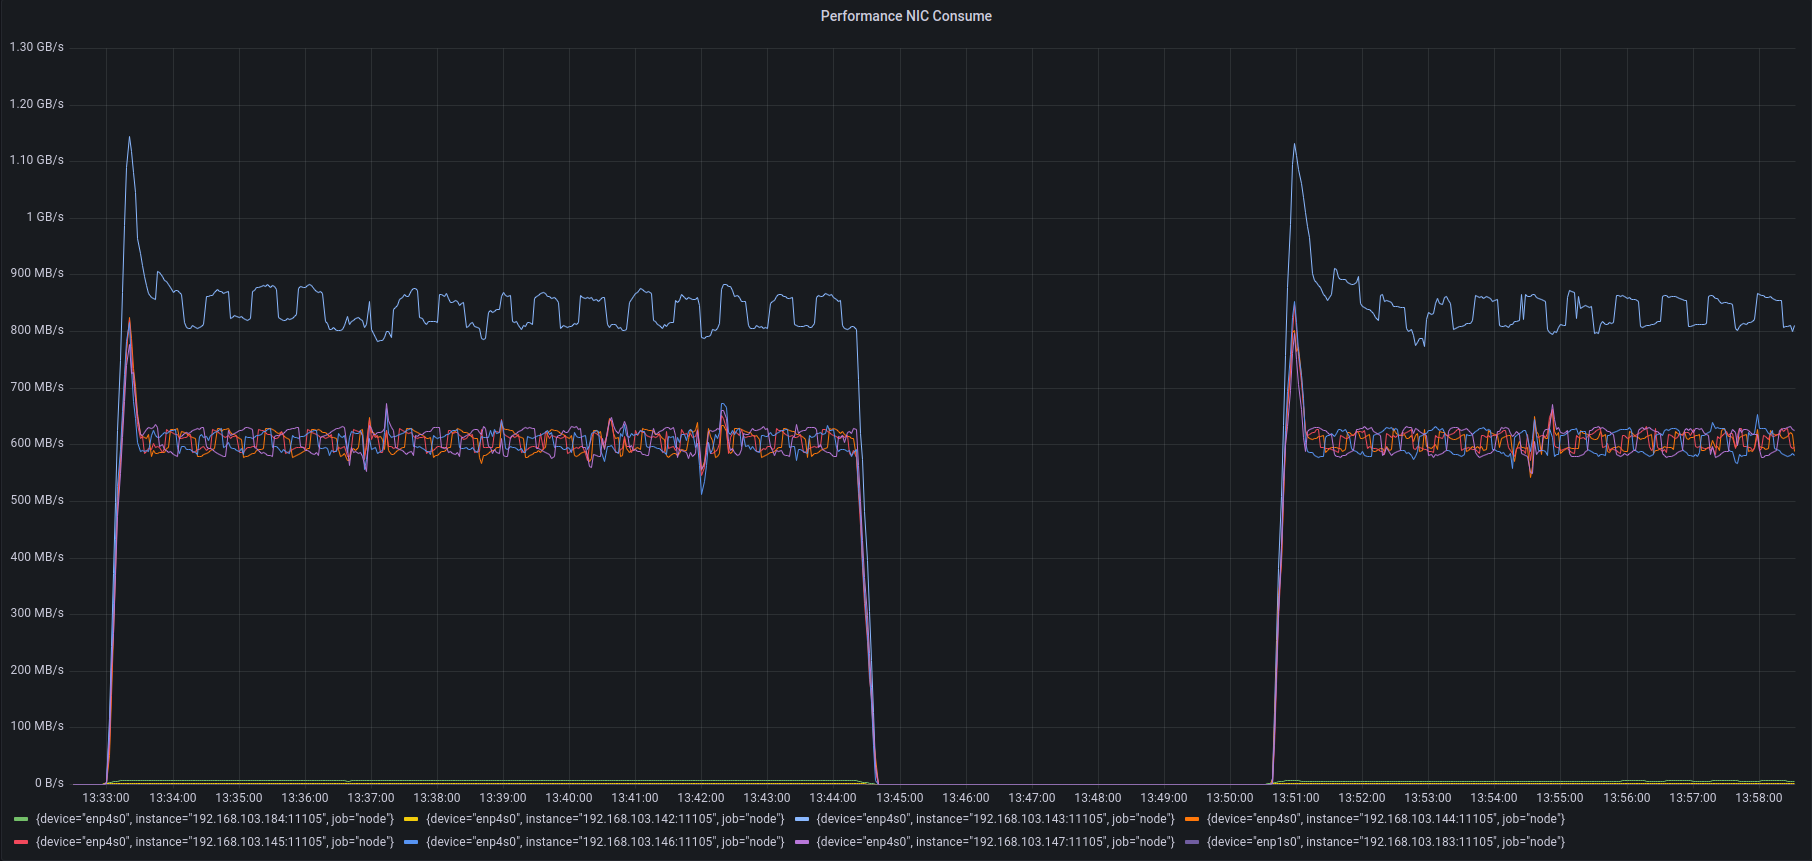 Performance NIC Consume
1.30 GB/s
1.20 GB/s
1.10 GB/s
1 GB/s
900 MB/s
800 MB/s
700 MB/s
600 MB/s
500 MB/s
400 MB/s
300 MB/s
200 MB/s
100 MB/s
0 B/s
13:33:00 13:34:00 13:35:00 13:36:00 13:37:00 13:38:00 13:39:00 13:40:00 13:41:00 13:42:00 13:43:00 13:44:00 13:45:00 13:46:00 13:47:00 13:48:00 13:49:00 13:50:00 13:51:00 13:52:00 13:53:00 13:54:00 13:55:00 13:56:00 13:57:00 13:58:00
{device="enp4s0", instance="192.168.103.184:11105", job="node"} {device="enp4s0", instance="192.168.103.142:11105", job="node"} {device="enp4s0", instance="192.168.103.143:11105", job="node"} {device="enp4s0", instance="192.168.103.144:11105", job="node"}
{device="enp4s0", instance="192.168.103.145:11105", job="node"} {device="enp4s0", instance="192.168.103.146:11105", job="node"} {device="enp4s0", instance="192.168.103.147:11105", job="node"} {device="enp1s0", instance="192.168.103.183:11105", job="node"}